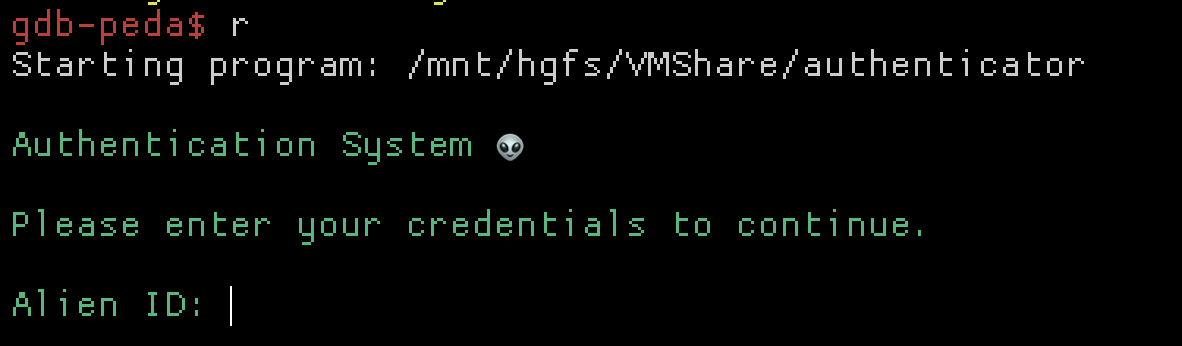 gdb-peda$ r
Starting program: /mnt/hgfs/VMShare/authenticator
Authentication System 👽
Please enter your credentials to continue.
Alien ID: